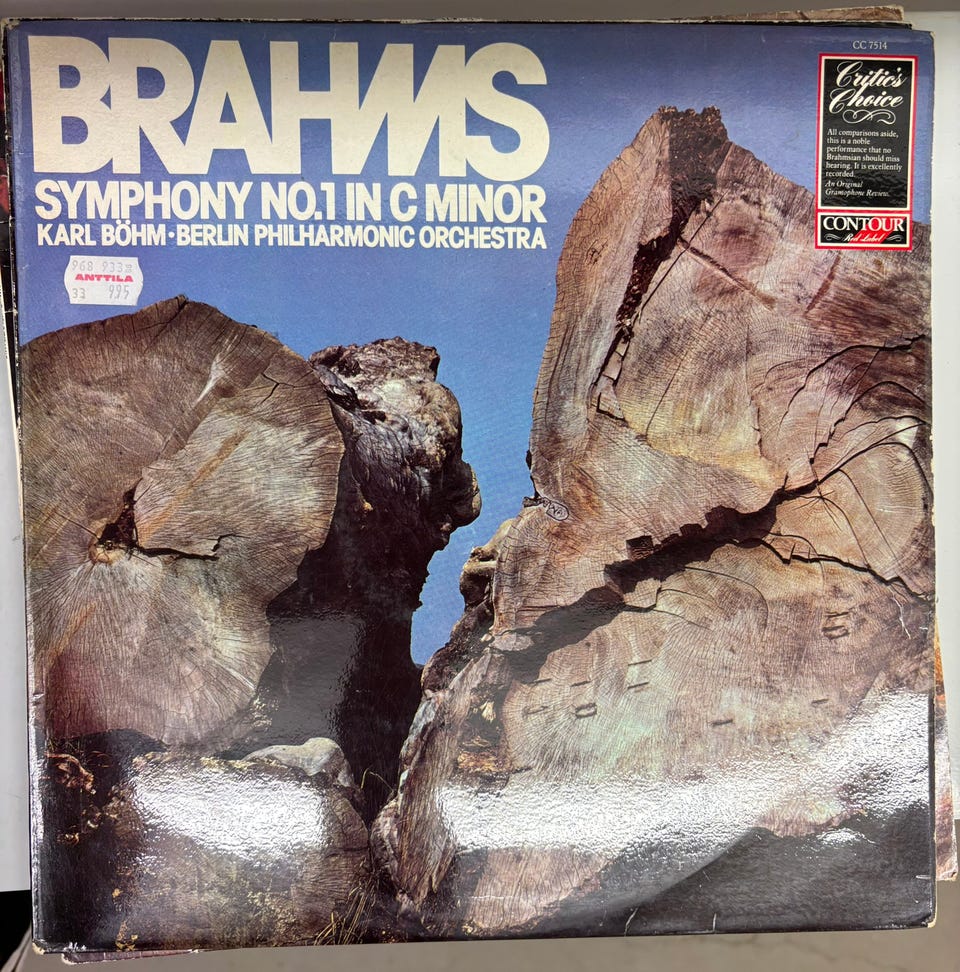 BRAHMS
SYMPHONY NO.1 IN C MINOR
KARL BÖHM·BERLIN PHILHARMONIC ORCHESTRA
CC 7514
Critic's
Choice
All comparisons aside,
this is a noble
performance that no
Brahmsian should miss
hearing. It is excellently
recorded.
An Original
Gramophone Review.
CONTOUR
Red Label
968 933
ANTTILA
33 995